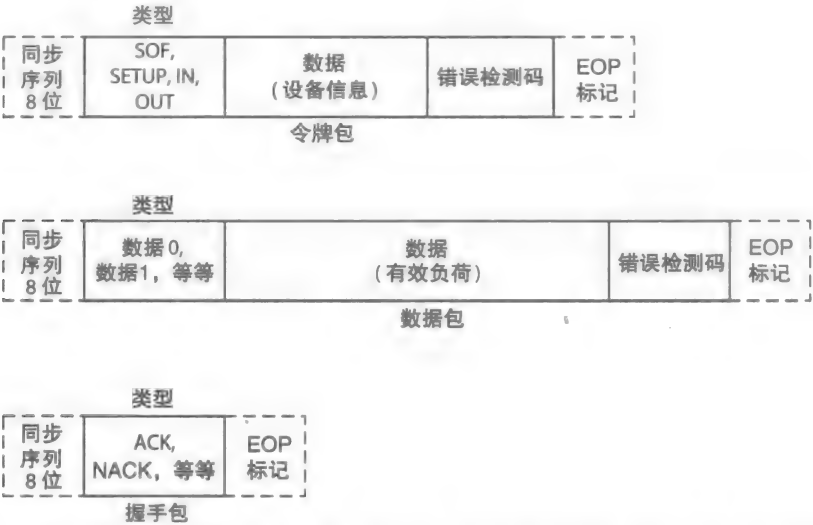 类型
同步
序列
8位
SOF,
SETUP, IN,
OUT
数据
(设备信息)
错误检测码
EOP
标记
令牌包
类型
同步
序列
8位
数据0,
数据1，等等
数据
(有效负荷)
错误检测码
EOP
标记
数据包
类型
同步
序列
8位
ACK,
NACK，等等
EOP
标记
握手包